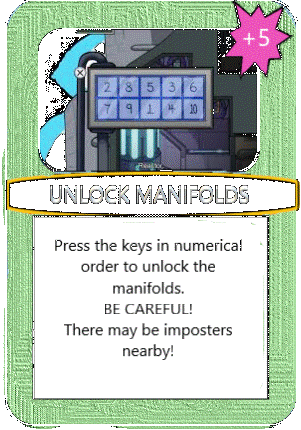 +5
2 8 5 3 6
7 9 1 4 10
Reactor
UNLOCK MANIFOLDS
Press the keys in numerical
order to unlock the
manifolds.
BE CAREFUL!
There may be imposters
nearby!